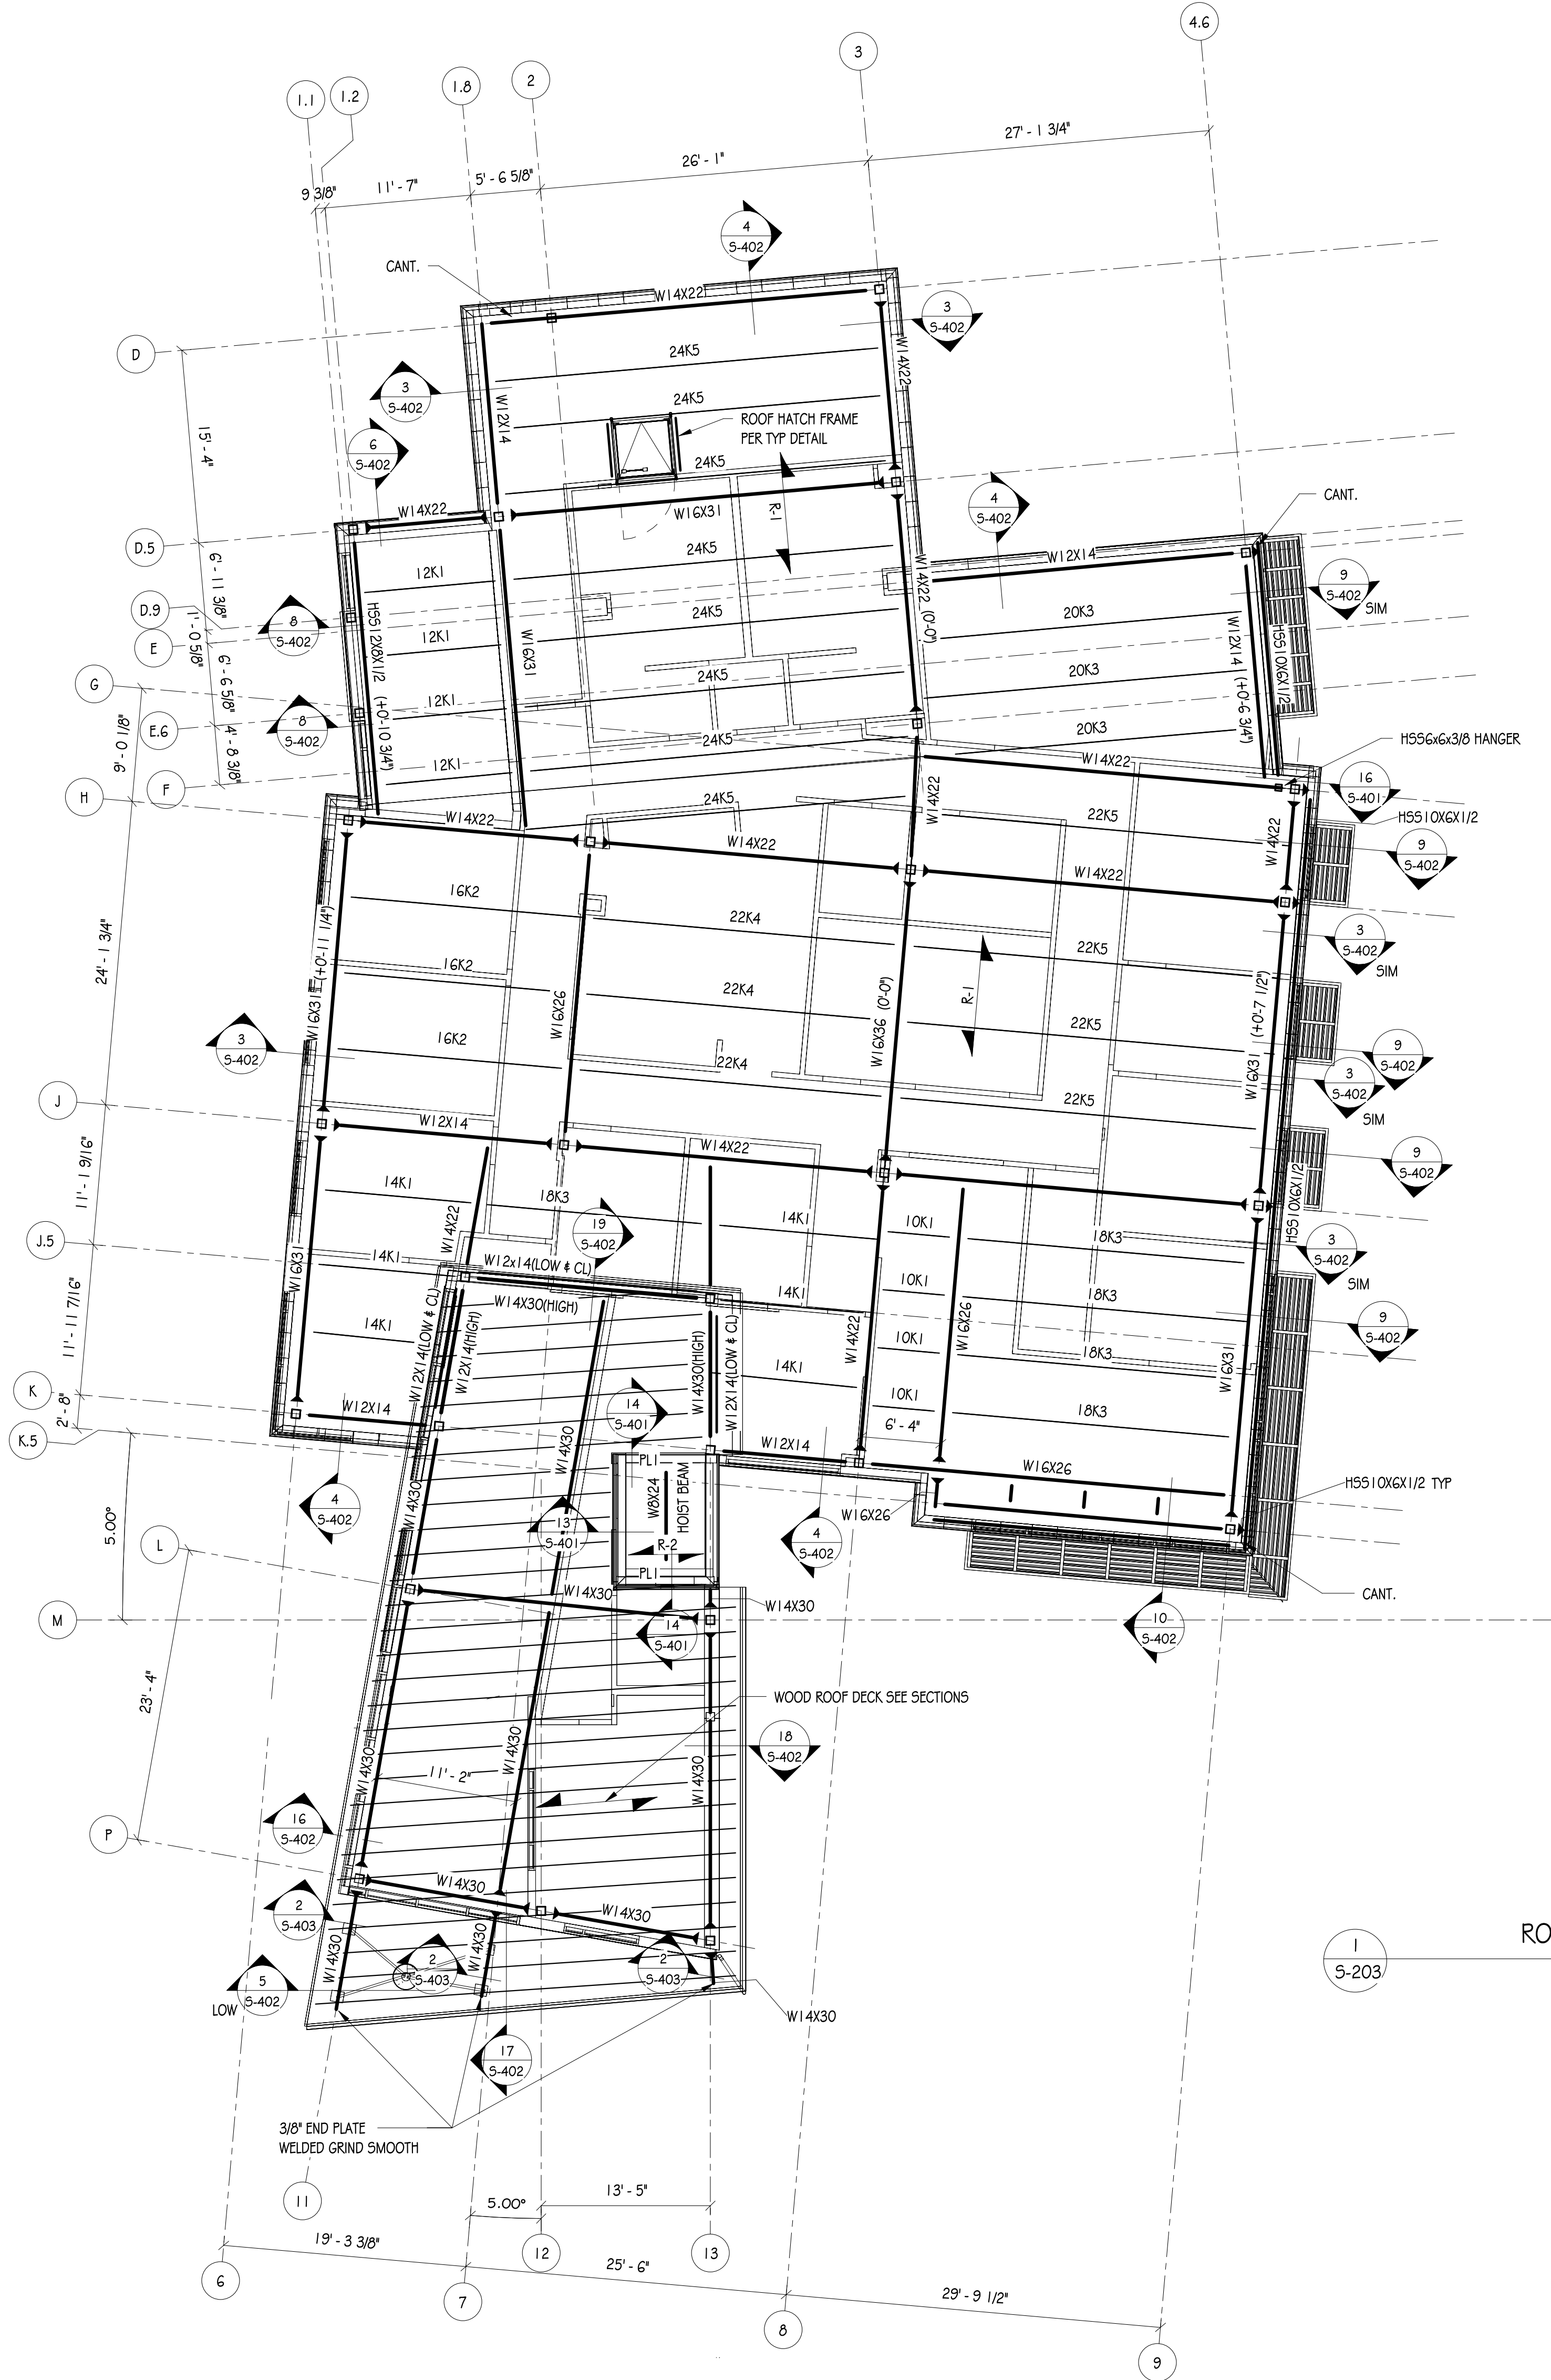 4.6
3
2
1.8
1.2
1.1
27' - 1 3/4"
26' - 1"
5' - 6 5/8"
11' - 7"
9 3/8"
4
S-402
CANT.
W14X22
3
S-402
D
24K5
W14X22
3
S-402
W12X14
24K5
ROOF HATCH FRAME
PER TYP DETAIL
15' - 4"
6
S-402
24K5
R-1
4
S-402
CANT.
W14X22
W16X31
D.5
24K5
W12X14
12K1
6' - 11 3/8"
9
S-402
SIM
D.9
1' - 0 5/8"
8
S-402
HSS12X8X1/2 (+0'-10 3/4")
24K5
W14X22 (0'-0")
20K3
W12X14 (+0'-6 3/4")
HSS10X6X1/2
E
12K1
W16X31
6' - 6 5/8"
G
24K5
20K3
12K1
8
S-402
E.6
4' - 8 3/8"
9' - 0 1/8"
24K5
20K3
HSS6x6x3/8 HANGER
12K1
W14X22
F
H
16
S-401
24K5
W14X22
22K5
HSS10X6X1/2
W14X22
W14X22
W14X22
W14X22
9
S-402
16K2
22K4
3
S-402
SIM
24' - 1 3/4"
W16X31 (+0'-11 1/4")
16K2
22K5
W16X26
22K4
R-1
W16X36 (0'-0")
W16X31 (+0'-7 1/2")
3
S-402
16K2
22K5
9
S-402
22K4
3
S-402
SIM
J
22K5
W12X14
W14X22
9
S-402
11' - 1 9/16"
14K1
18K3
HSS10X6X1/2
W14X22
19
S-402
14K1
10K1
J.5
18K3
3
S-402
SIM
14K1
W12x14(LOW & CL)
W16X31
10K1
14K1
18K3
W14X30(HIGH)
W12X14(LOW & CL)
W12X14(HIGH)
W14X30(HIGH)
W12X14(LOW & CL)
W14X22
W16X26
9
S-402
14K1
10K1
18K3
11' - 11 7/16"
14K1
W16X31
K
10K1
18K3
2' - 8"
W12X14
14
S-401
6' - 4"
K.5
W14X30
W12X14
PL1
W16X26
W8X24
HOIST BEAM
HSS10X6X1/2 TYP
4
S-402
W14X30
W16X26
5.00°
13
S-401
R-2
4
S-402
L
PL1
W14X30
W14X30
CANT.
M
14
S-401
10
S-402
23' - 4"
WOOD ROOF DECK SEE SECTIONS
18
S-402
W14X30
W14X30
11' - 2"
W14X30
16
S-402
P
W14X30
W14X30
2
S-403
W14X30
W14X30
2
S-403
2
S-403
5
S-402
LOW
W14X30
1
S-203
RO
17
S-402
3/8" END PLATE
WELDED GRIND SMOOTH
11
13' - 5"
5.00°
19' - 3 3/8"
12
13
25' - 6"
6
7
29' - 9 1/2"
8
9